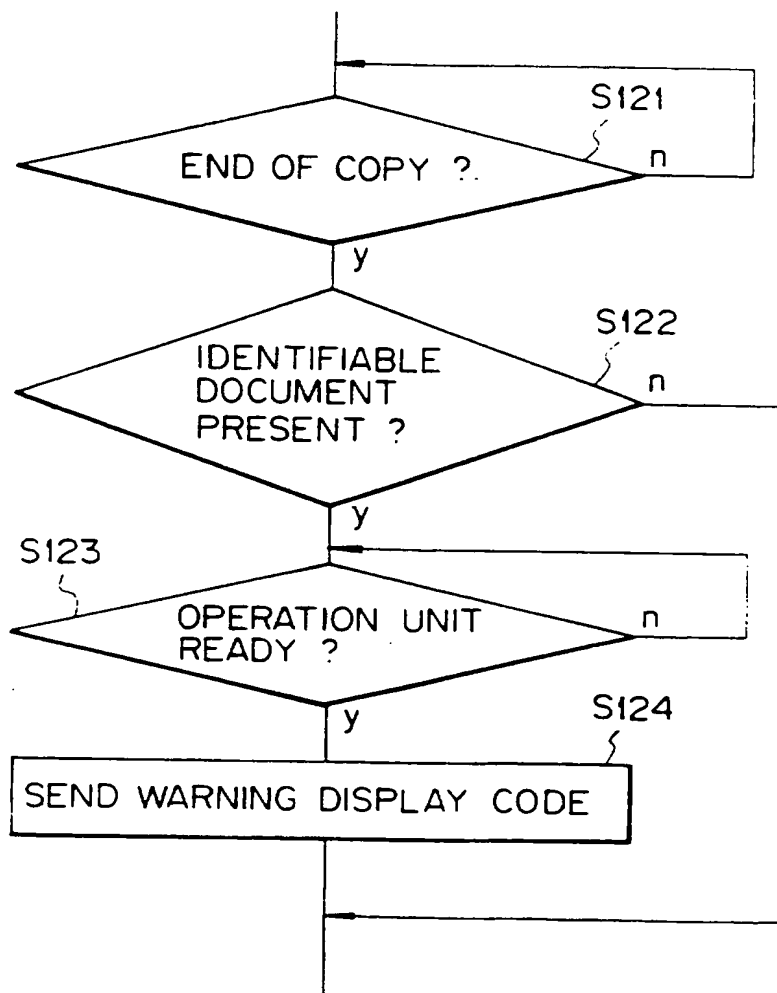 S121
END OF COPY ?
n
y
S122
IDENTIFIABLE
DOCUMENT
PRESENT ?
n
y
S123
OPERATION UNIT
READY ?
n
y
S124
SEND WARNING DISPLAY CODE